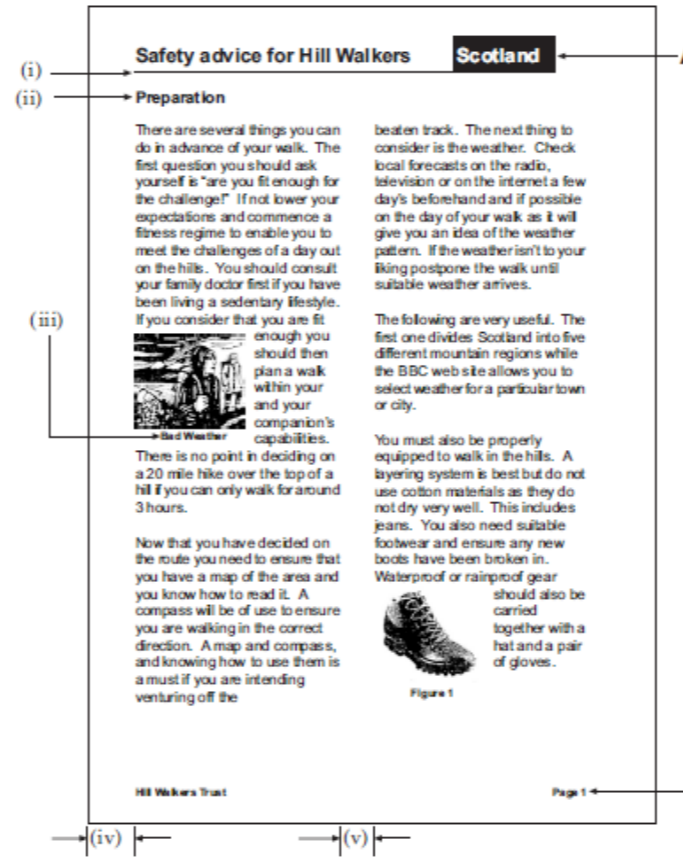 Safety advice for Hill Walkers
Scotland
(i)
(ii)
Preparation
There are several things you can
do in advance of your walk. The
first question you should ask
yourself is “are you fit enough for
the challenge!” If not lower your
expectations and commence a
fitness regime to enable you to
meet the challenges of a day out
on the hills. You should consult
your family doctor first if you have
been living a sedentary lifestyle.
If you consider that you are fit
enough you
should then
plan a walk
within your
and your
companion's
capabilities.
(iii)
Bad Weather
There is no point in deciding on
a 20 mile hike over the top of a
hill if you can only walk for around
3 hours.
Now that you have decided on
the route you need to ensure that
you have a map of the area and
you know how to read it. A
compass will be of use to ensure
you are walking in the correct
direction. A map and compass,
and knowing how to use them is
a must if you are intending
venturing off the
beaten track. The next thing to
consider is the weather. Check
local forecasts on the radio,
television or on the internet a few
day's beforehand and if possible
on the day of your walk as it will
give you an idea of the weather
pattern. If the weather isn't to your
liking postpone the walk until
suitable weather arrives.
The following are very useful. The
first one divides Scotland into five
different mountain regions while
the BBC web site allows you to
select weather for a particular town
or city.
You must also be properly
equipped to walk in the hills. A
layering system is best but do not
use cotton materials as they do
not dry very well. This includes
jeans. You also need suitable
footwear and ensure any new
boots have been broken in.
Waterproof or rainproof gear
should also be
carried
together with a
hat and a pair
of gloves.
Figure 1
Hill Walkers Trust
Page 1
(iv)
(v)